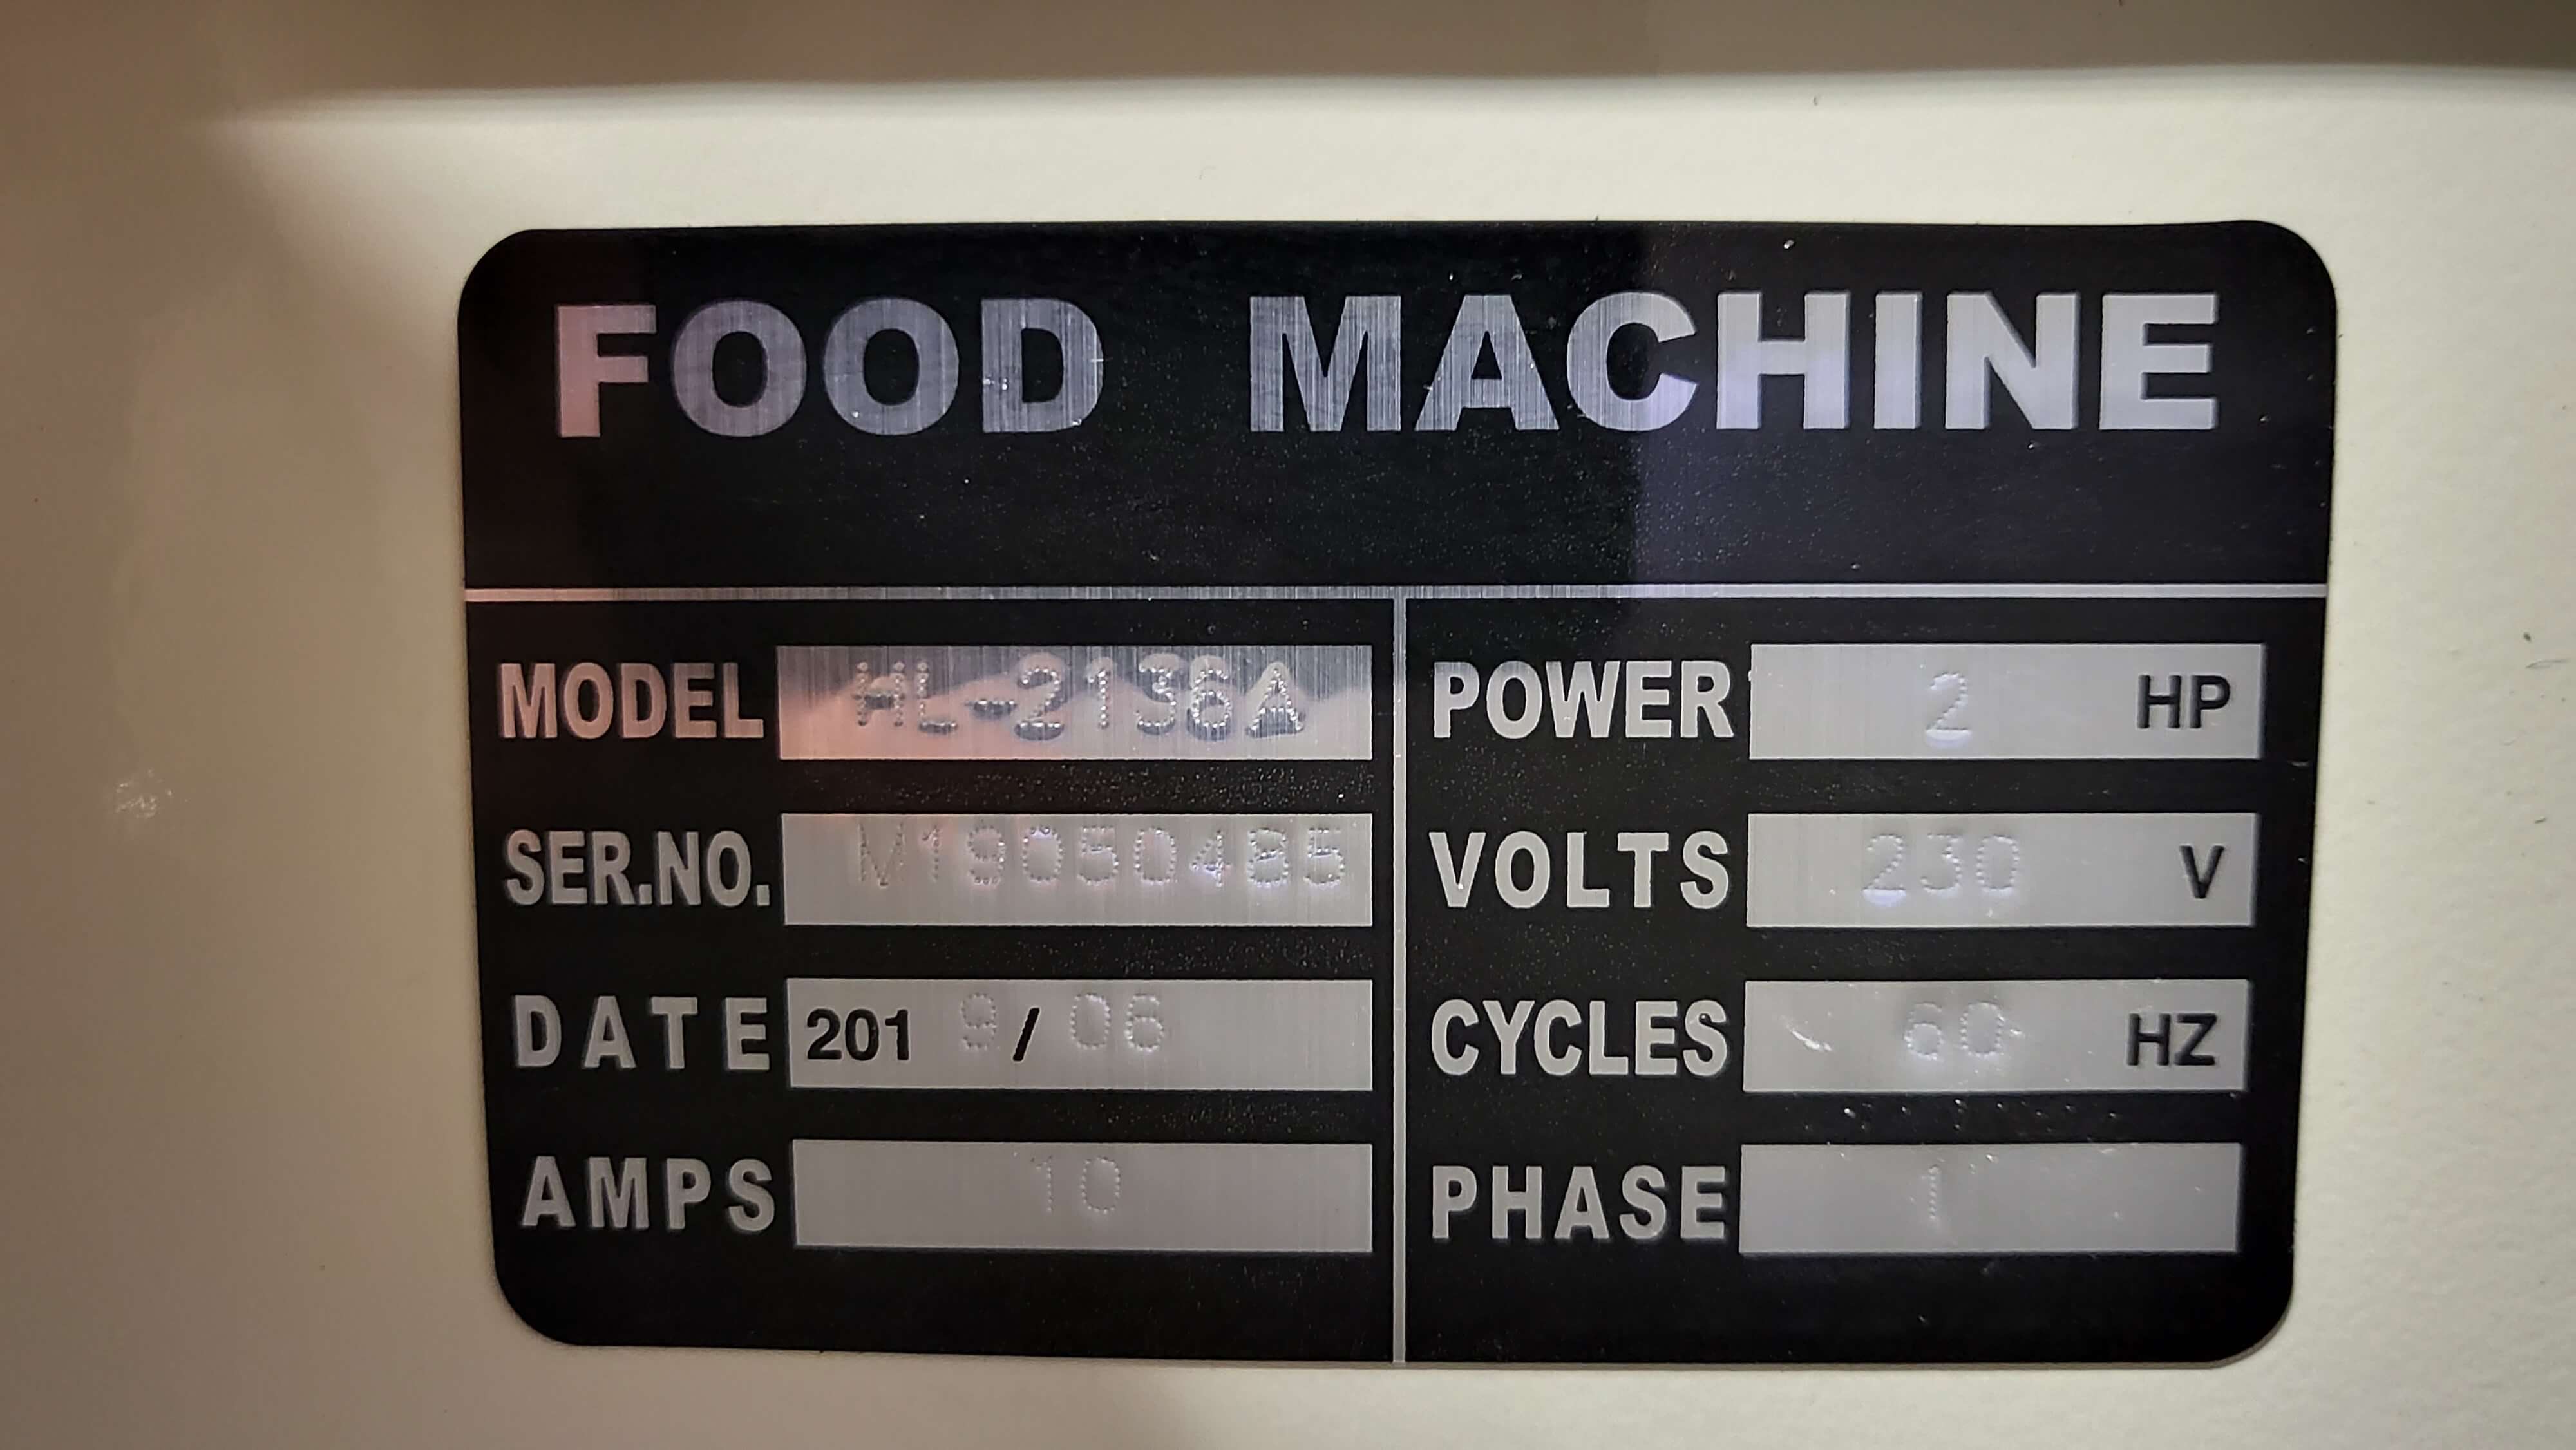 FOOD MACHINE
MODEL HL-2136A
SER.NO. M19050485
DATE 2019/06
AMPS 10
POWER 2 HP
VOLTS 230 V
CYCLES 60 HZ
PHASE 1